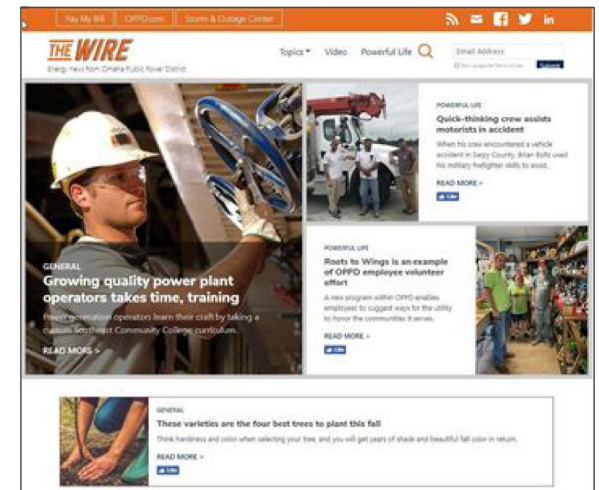 Pay My Bill OPPD.com Storm & Outage Center
THE WIRE
Energy news from Omaha Public Power District
Topics Video Powerful Life
Email Address
Submit
GENERAL
Growing quality power plant
operators takes time, training
Power generation operators learn their craft by taking a
custom Southeast Community College curriculum.
READ MORE >
POWERFUL LIFE
Quick-thinking crew assists
motorists in accident
When his crew encountered a vehicle
accident in Sarpy County, Brian Boltz used
his military firefighter skills to assist.
READ MORE >
Like
POWERFUL LIFE
Roots to Wings is an example
of OPPD employee volunteer
effort
A new program within OPPD enables
employees to suggest ways for the utility
to honor the communities it serves.
READ MORE >
Like
GENERAL
These varieties are the four best trees to plant this fall
Think hardiness and color when selecting your tree, and you will get years of shade and beautiful fall color in return.
READ MORE >
Like